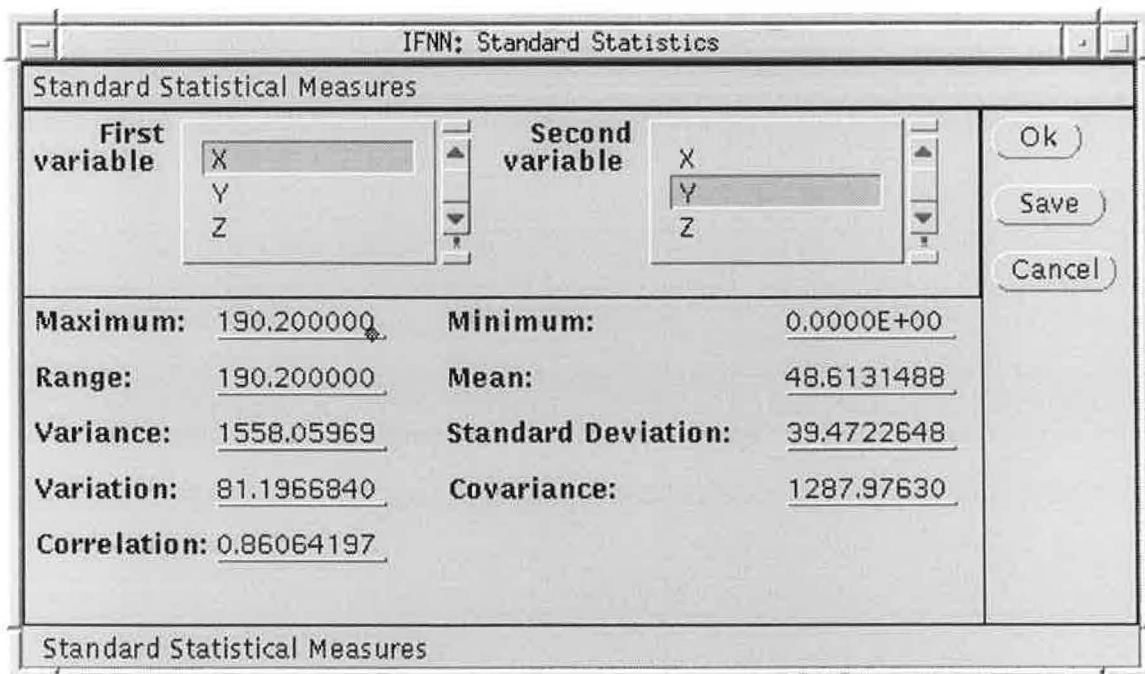 IFNN: Standard Statistics
Standard Statistical Measures
First variable
X
Y
Z
Second variable
X
Y
Z
Ok
Save
Cancel
Maximum: 190.200000
Minimum: 0.0000E+00
Range: 190.200000
Mean: 48.6131488
Variance: 1558.05969
Standard Deviation: 39.4722648
Variation: 81.1966840
Covariance: 1287.97630
Correlation: 0.86064197
Standard Statistical Measures